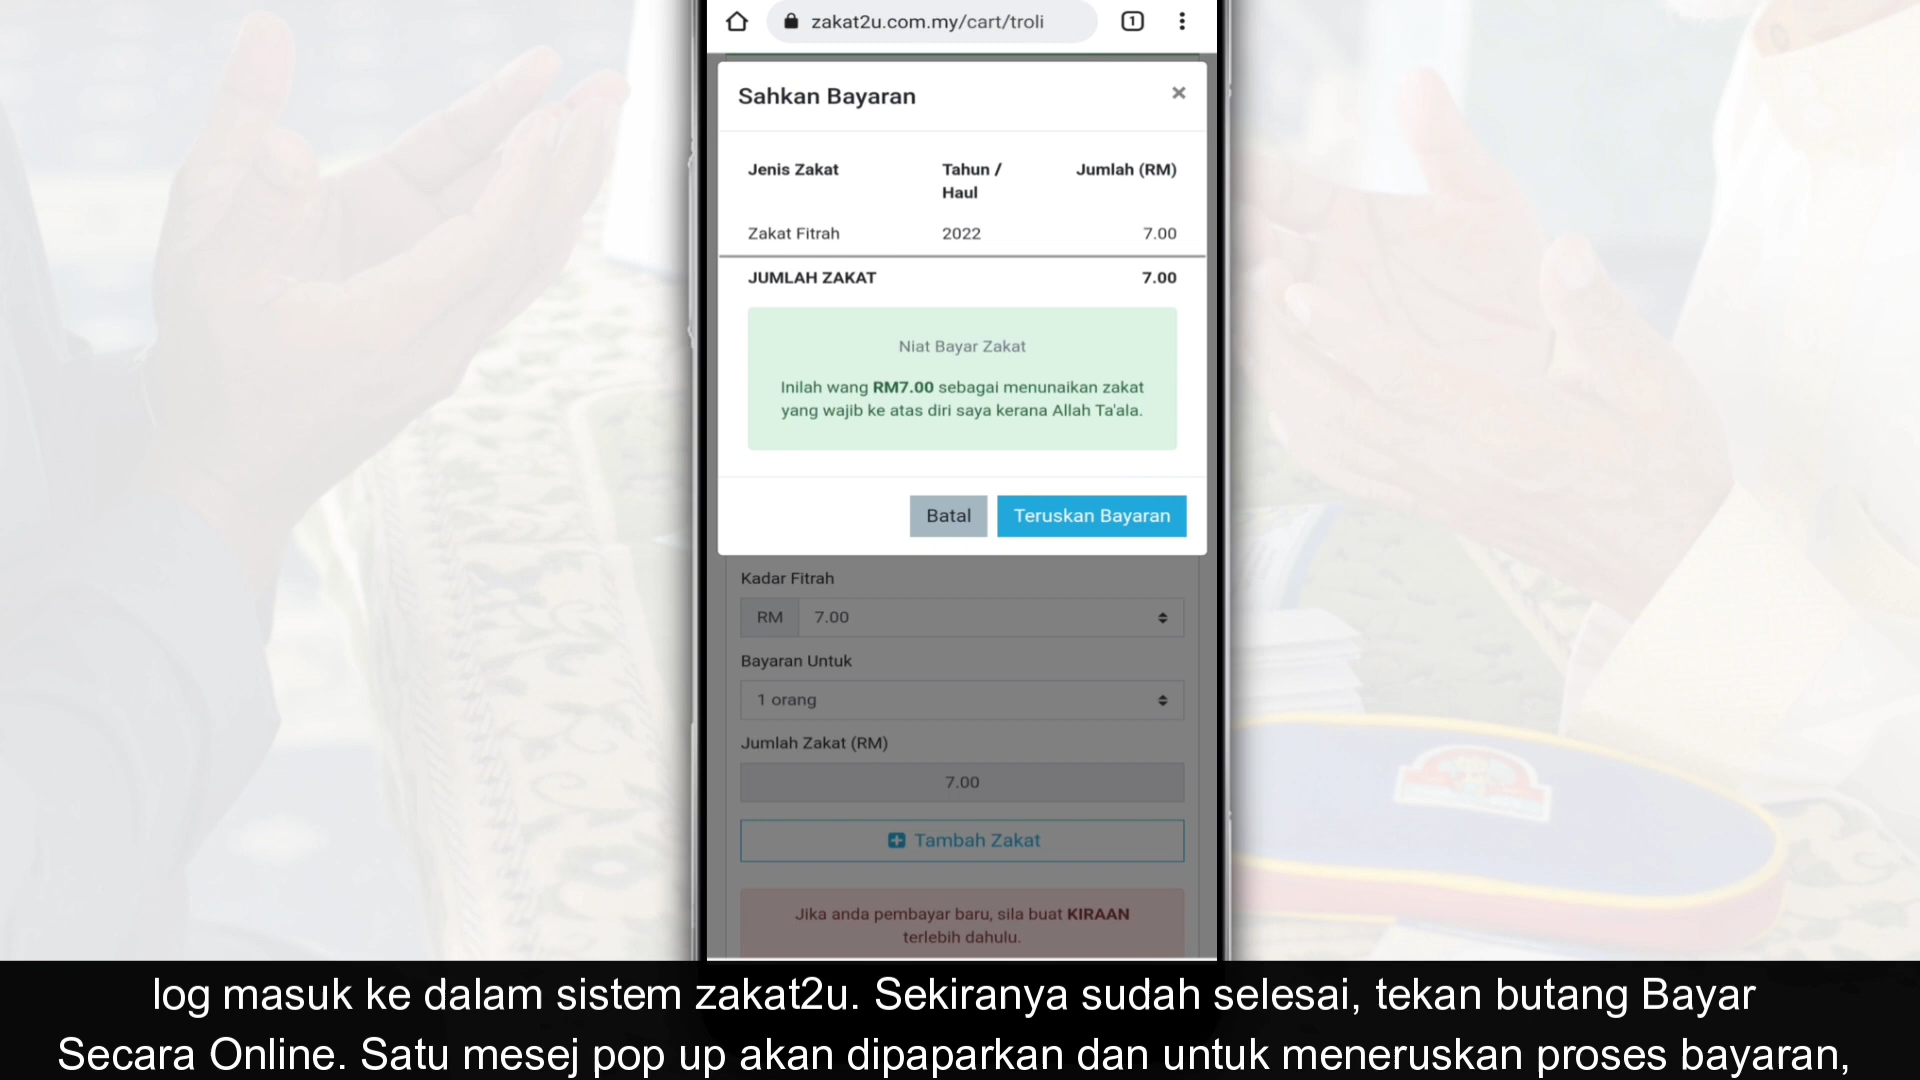 zakat2u.com.my/cart/troli
1
Sahkan Bayaran
×
Jenis Zakat
Tahun / Haul
Jumlah (RM)
Zakat Fitrah 2022 7.00
JUMLAH ZAKAT 7.00
Niat Bayar Zakat
Inilah wang RM7.00 sebagai menunaikan zakat
yang wajib ke atas diri saya kerana Allah Ta'ala.
Batal Teruskan Bayaran
Kadar Fitrah
RM 7.00
Bayaran Untuk
1 orang
Jumlah Zakat (RM)
7.00
Tambah Zakat
Jika anda pembayar baru, sila buat KIRAAN
terlebih dahulu.
log masuk ke dalam sistem zakat2u. Sekiranya sudah selesai, tekan butang Bayar
Secara Online. Satu mesej pop up akan dipaparkan dan untuk meneruskan proses bayaran,